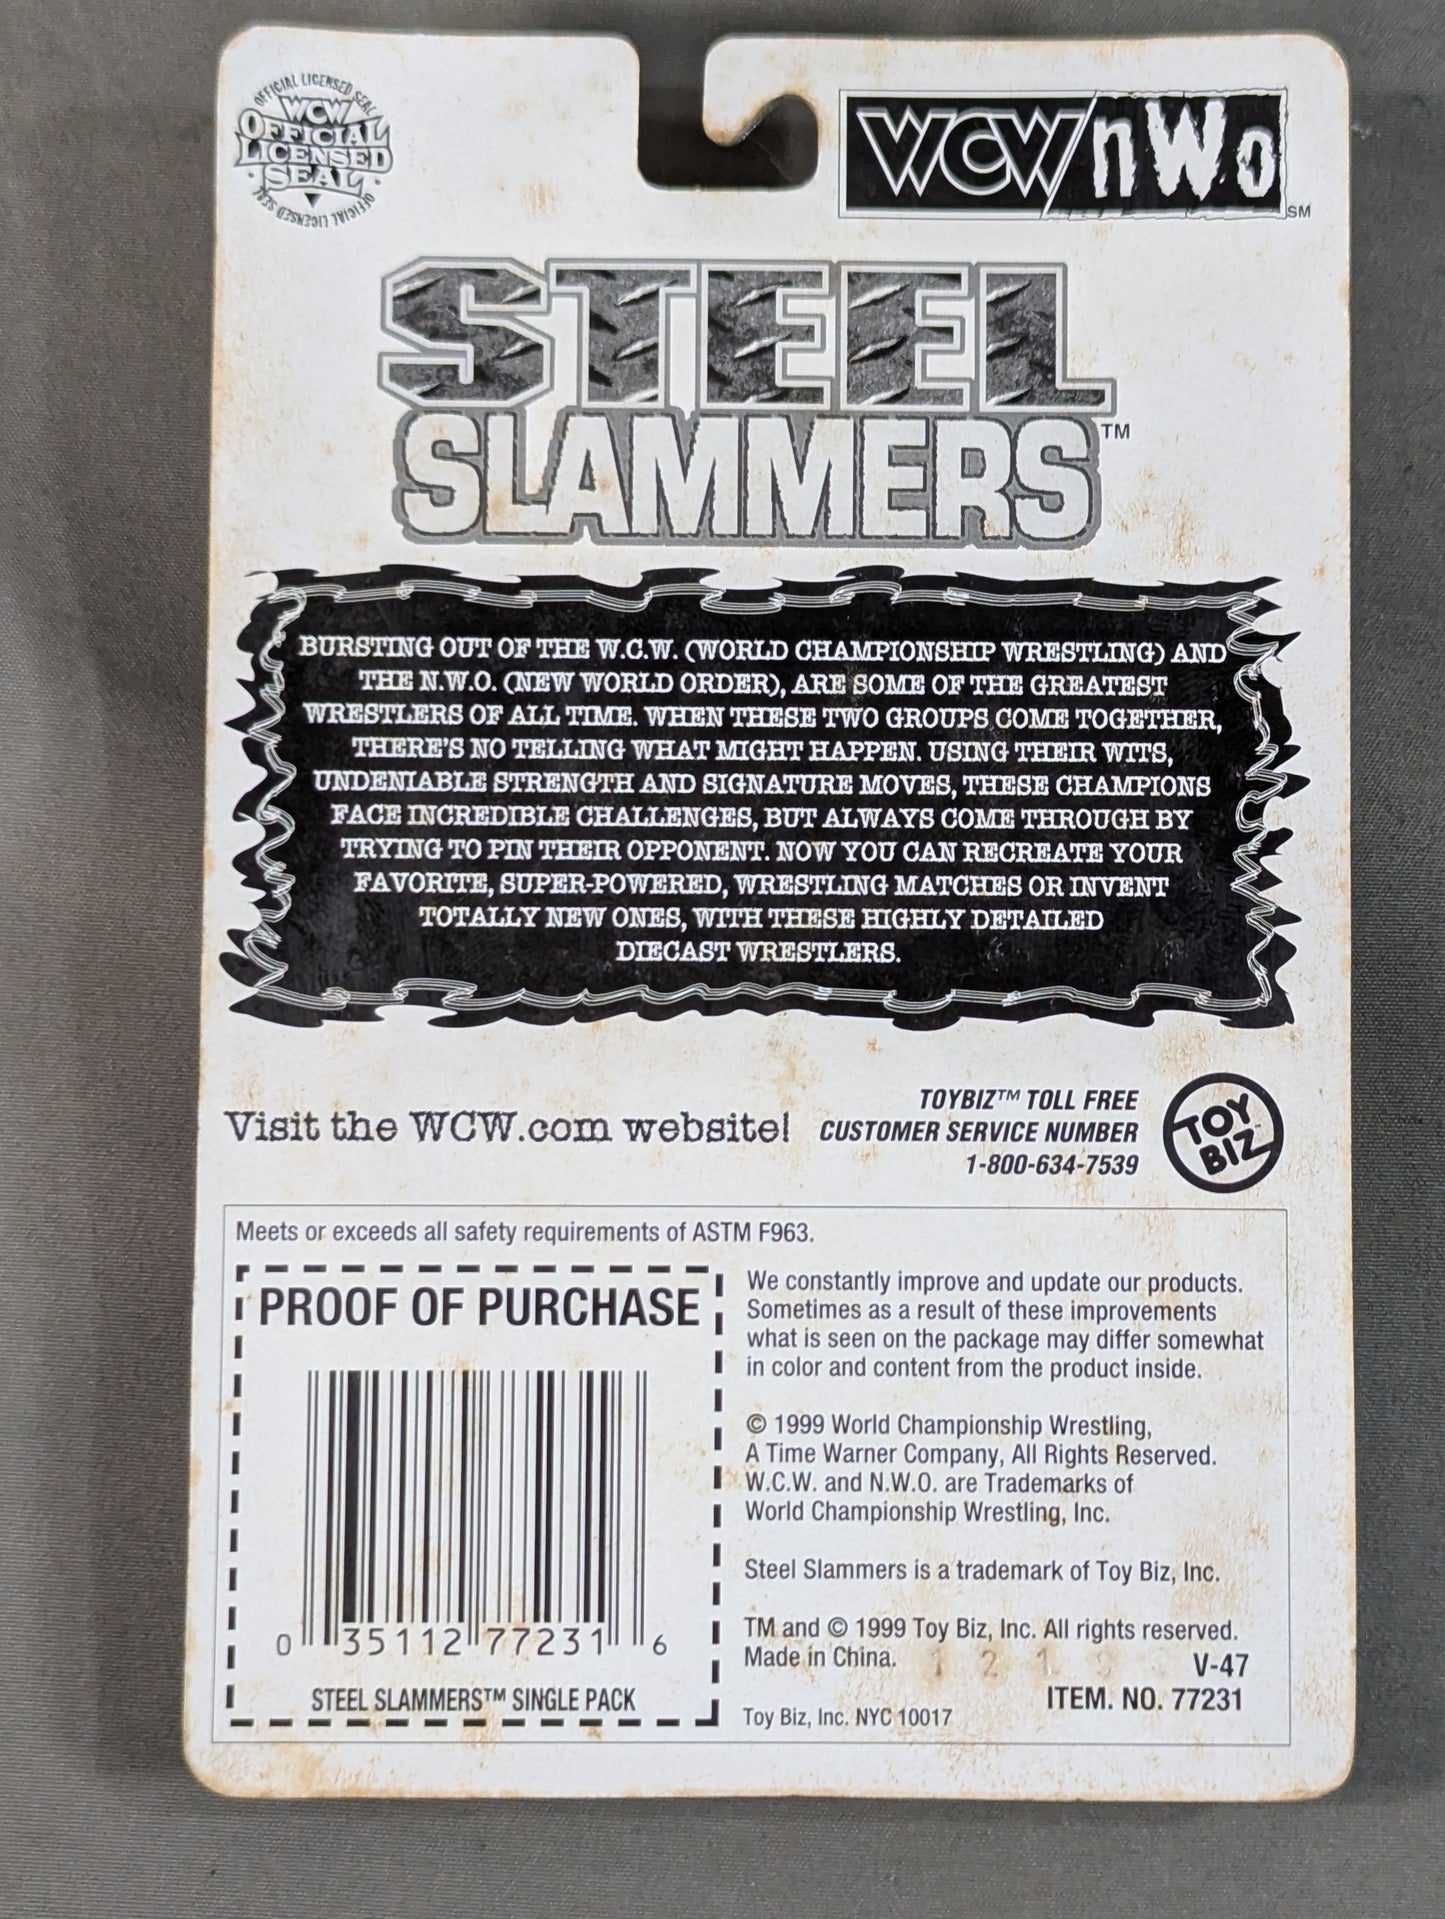 OFFICIAL LICENSED SEAL
WCW
OFFICIAL
LICENSED
SEAL
OFFICIAL LICENSED SEAL
WCW/nWo SM
STEEL
SLAMMERS™
BURSTING OUT OF THE W.C.W. (WORLD CHAMPIONSHIP WRESTLING) AND
THE N.W.O. (NEW WORLD ORDER), ARE SOME OF THE GREATEST
WRESTLERS OF ALL TIME. WHEN THESE TWO GROUPS COME TOGETHER,
THERE'S NO TELLING WHAT MIGHT HAPPEN. USING THEIR WITS,
UNDENIABLE STRENGTH AND SIGNATURE MOVES, THESE CHAMPIONS
FACE INCREDIBLE CHALLENGES, BUT ALWAYS COME THROUGH BY
TRYING TO PIN THEIR OPPONENT. NOW YOU CAN RECREATE YOUR
FAVORITE, SUPER-POWERED, WRESTLING MATCHES OR INVENT
TOTALLY NEW ONES, WITH THESE HIGHLY DETAILED
DIECAST WRESTLERS.
Visit the WCW.com website!
TOYBIZ™ TOLL FREE
CUSTOMER SERVICE NUMBER
1-800-634-7539
TOY
BIZ™
Meets or exceeds all safety requirements of ASTM F963.
PROOF OF PURCHASE
0 35112 77231 6
STEEL SLAMMERS™ SINGLE PACK
We constantly improve and update our products.
Sometimes as a result of these improvements
what is seen on the package may differ somewhat
in color and content from the product inside.
© 1999 World Championship Wrestling,
A Time Warner Company, All Rights Reserved.
W.C.W. and N.W.O. are Trademarks of
World Championship Wrestling, Inc.
Steel Slammers is a trademark of Toy Biz, Inc.
TM and © 1999 Toy Biz, Inc. All rights reserved.
Made in China.
V-47
ITEM. NO. 77231
Toy Biz, Inc. NYC 10017